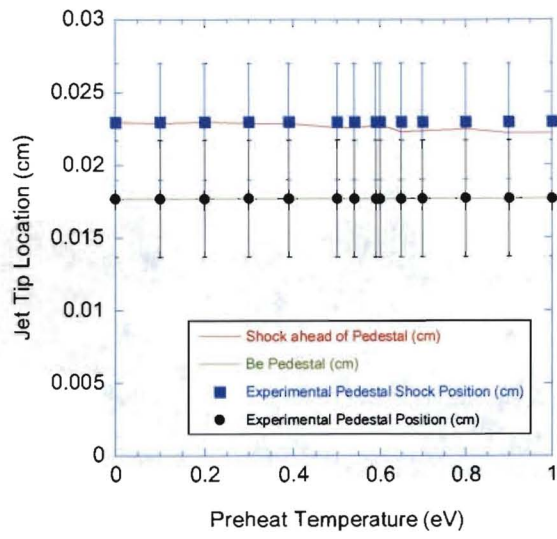 0.03
0.025
0.02
0.015
0.01
0.005
0
Jet Tip Location (cm)
Shock ahead of Pedestal (cm)
Be Pedestal (cm)
Experimental Pedestal Shock Position (cm)
Experimental Pedestal Position (cm)
0 0.2 0.4 0.6 0.8 1
Preheat Temperature (eV)